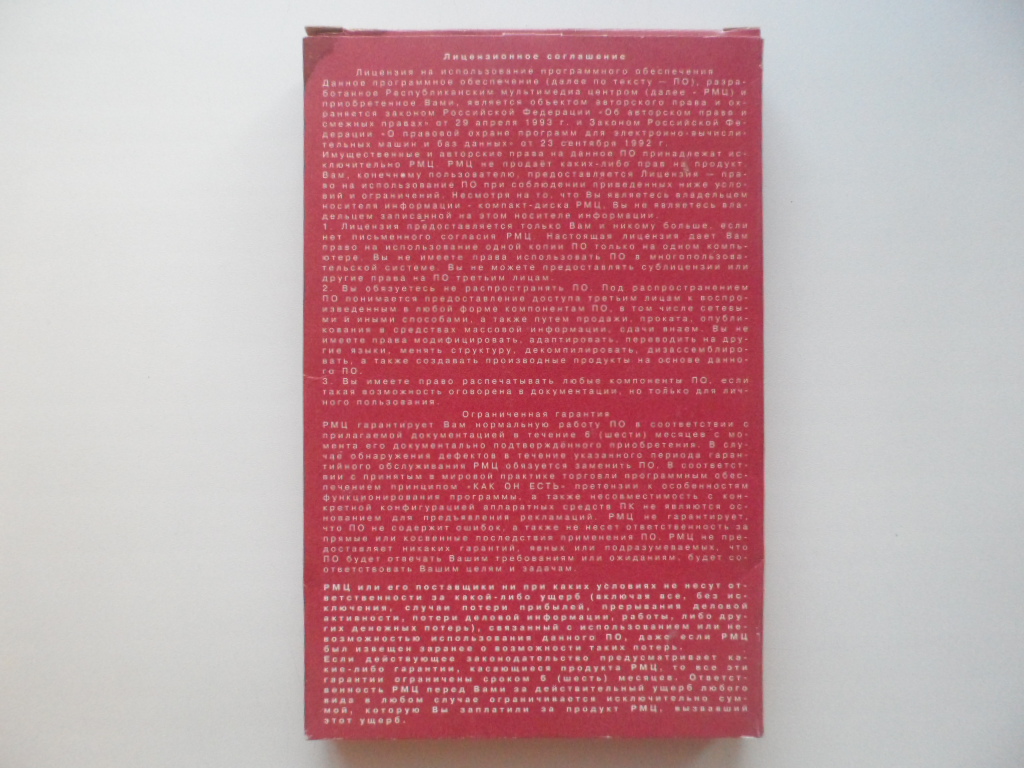 Лицензионное соглашение
Лицензия на использование программного обеспечения
Данное программное обеспечение (далее по тексту — ПО), разра-
ботанное Республиканским мультимедиа центром (далее - РМЦ) и
приобретенное Вами, является объектом авторского права и ох-
раняется законом Российской Федерации «Об авторском праве и
смежных правах» от 29 апреля 1993 г. и Законом Российской Фе-
дерации «О правовой охране программ для электронно-вычисли-
тельных машин и баз данных» от 23 сентября 1992 г.
Имущественные и авторские права на данное ПО принадлежат ис-
ключительно РМЦ. РМЦ не продаёт каких-либо прав на продукт.
Вам, конечному пользователю, предоставляется Лицензия — пра-
во на использование ПО при соблюдении приведенных ниже усло-
вий и ограничений. Несмотря на то, что Вы являетесь владельцем
носителя информации - компакт-диска РМЦ, Вы не являетесь вла-
дельцем записанной на этом носителе информации.
1. Лицензия предоставляется только Вам и никому больше, если
нет письменного согласия РМЦ. Настоящая лицензия дает Вам
право на использование одной копии ПО только на одном компь-
ютере. Вы не имеете права использовать ПО в многопользова-
тельской системе. Вы не можете предоставлять сублицензии или
другие права на ПО третьим лицам.
2. Вы обязуетесь не распространять ПО. Под распространением
ПО понимается предоставление доступа третьим лицам к воспро-
изведенным в любой форме компонентам ПО, в том числе сетевы-
ми и иными способами, а также путем продажи, проката, опубли-
кования в средствах массовой информации, сдачи внаем. Вы не
имеете права модифицировать, адаптировать, переводить на дру-
гие языки, менять структуру, декомпилировать, дизассемблиро-
вать, а также создавать производные продукты на основе данно-
го ПО.
3. Вы имеете право распечатывать любые компоненты ПО, если
такая возможность оговорена в документации, но только для лич-
ного пользования.
Ограниченная гарантия
РМЦ гарантирует Вам нормальную работу ПО в соответствии с
прилагаемой документацией в течение 6 (шести) месяцев с мо-
мента его документально подтверждённого приобретения. В слу-
чае обнаружения дефектов в течение указанного периода гаран-
тийного обслуживания РМЦ обязуется заменить ПО. В соответст-
вии с принятым в мировой практике торговли программным обес-
печением принципом «КАК ОН ЕСТЬ» претензии к особенностям
функционирования программы, а также несовместимость с кон-
кретной конфигурацией аппаратных средств ПК не являются ос-
нованием для предъявления рекламаций. РМЦ не гарантирует,
что ПО не содержит ошибок, а также не несет ответственность за
прямые или косвенные последствия применения ПО. РМЦ не пре-
доставляет никаких гарантий, явных или подразумеваемых, что
ПО будет отвечать Вашим требованиям или ожиданиям, будет со-
ответствовать Вашим целям и задачам.
РМЦ или его поставщики ни при каких условиях не несут от-
ветственности за какой-либо ущерб (включая все, без ис-
ключения, случаи потери прибылей, прерывания деловой
активности, потери деловой информации, работы, либо дру-
гих денежных потерь), связанный с использованием или не-
возможностью использования данного ПО, даже если РМЦ
был извещен заранее о возможности таких потерь.
Если действующее законодательство предусматривает ка-
кие-либо гарантии, касающиеся продукта РМЦ, то все эти
гарантии ограничены сроком 6 (шесть) месяцев. Ответст-
венность РМЦ перед Вами за действительный ущерб любого
вида в любом случае ограничивается исключительно сум-
мой, которую Вы заплатили за продукт РМЦ, вызвавший
этот ущерб.